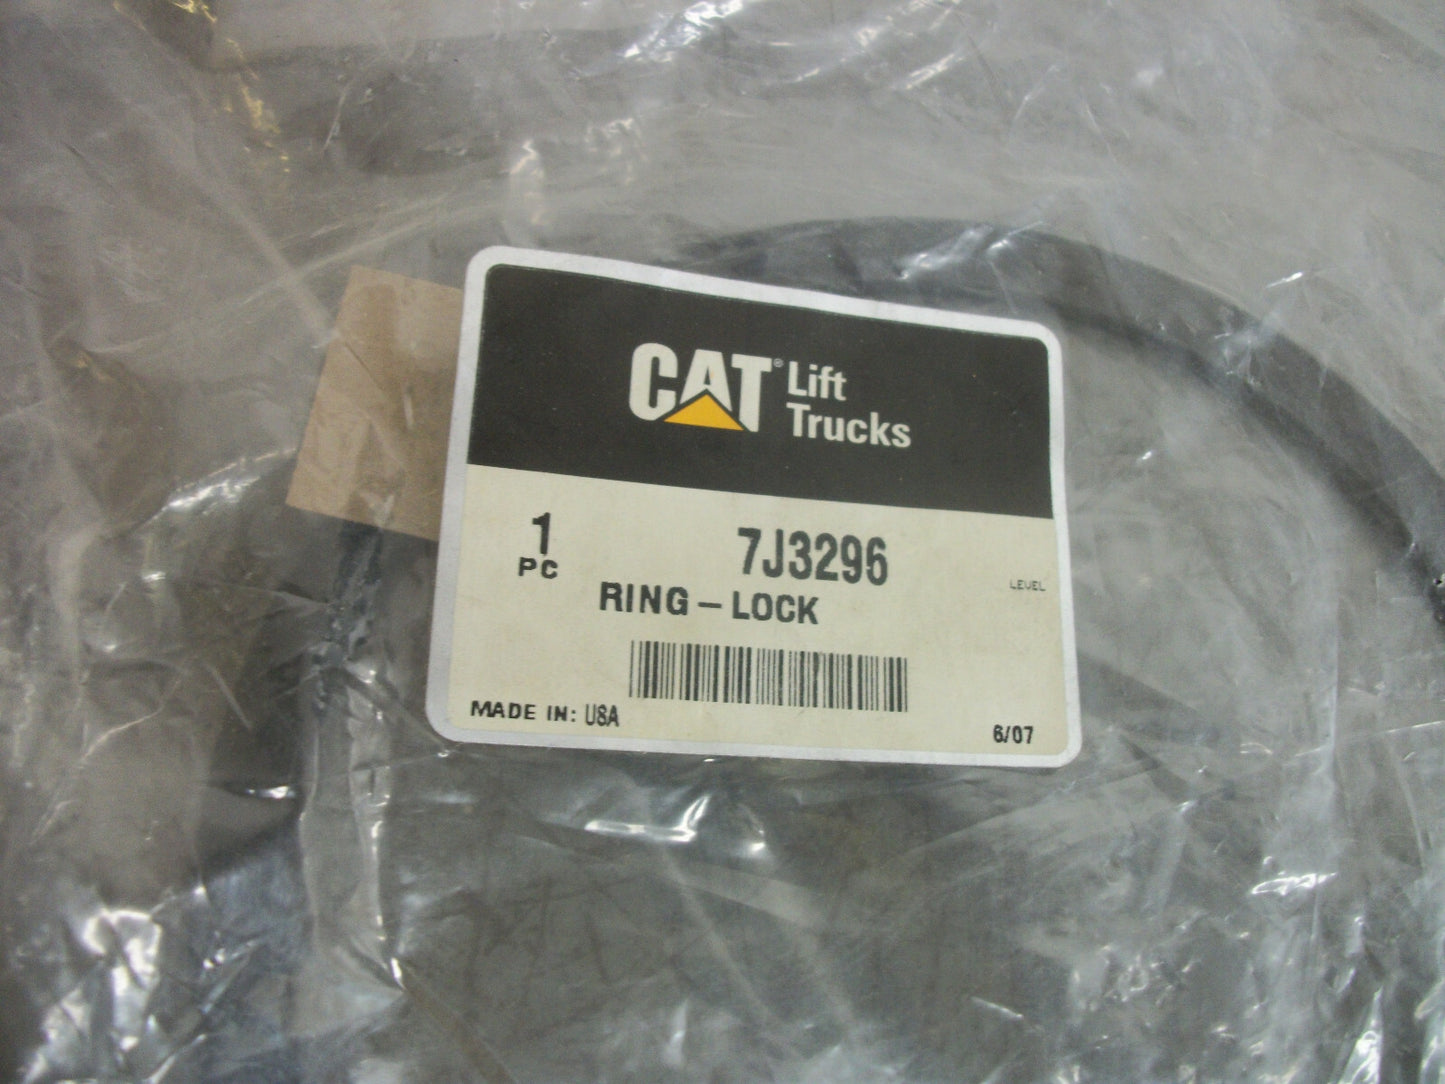 CAT® Lift
Trucks
1 7J3296
PC
LEVEL
RING-LOCK
MADE IN: USA
6/07